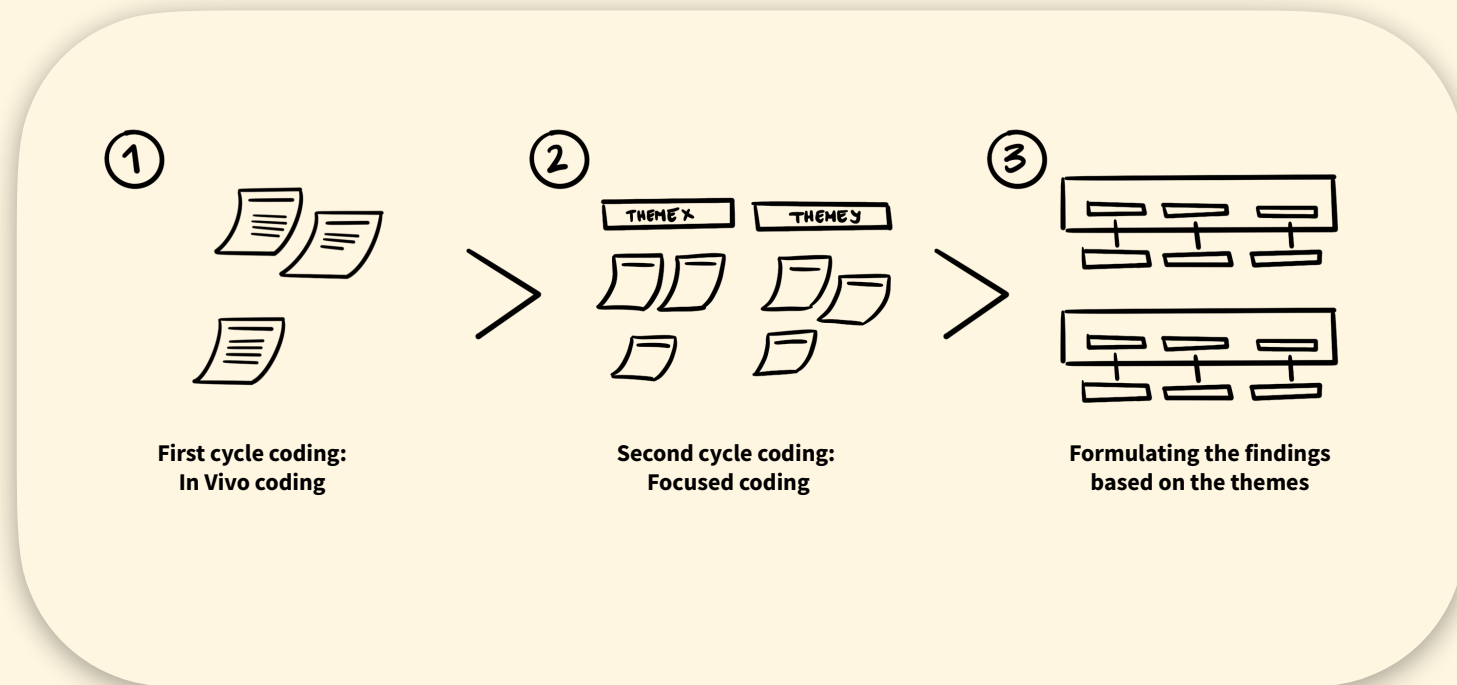 1
2
3
THEME X
THEME Y
First cycle coding:
In Vivo coding
Second cycle coding:
Focused coding
Formulating the findings
based on the themes